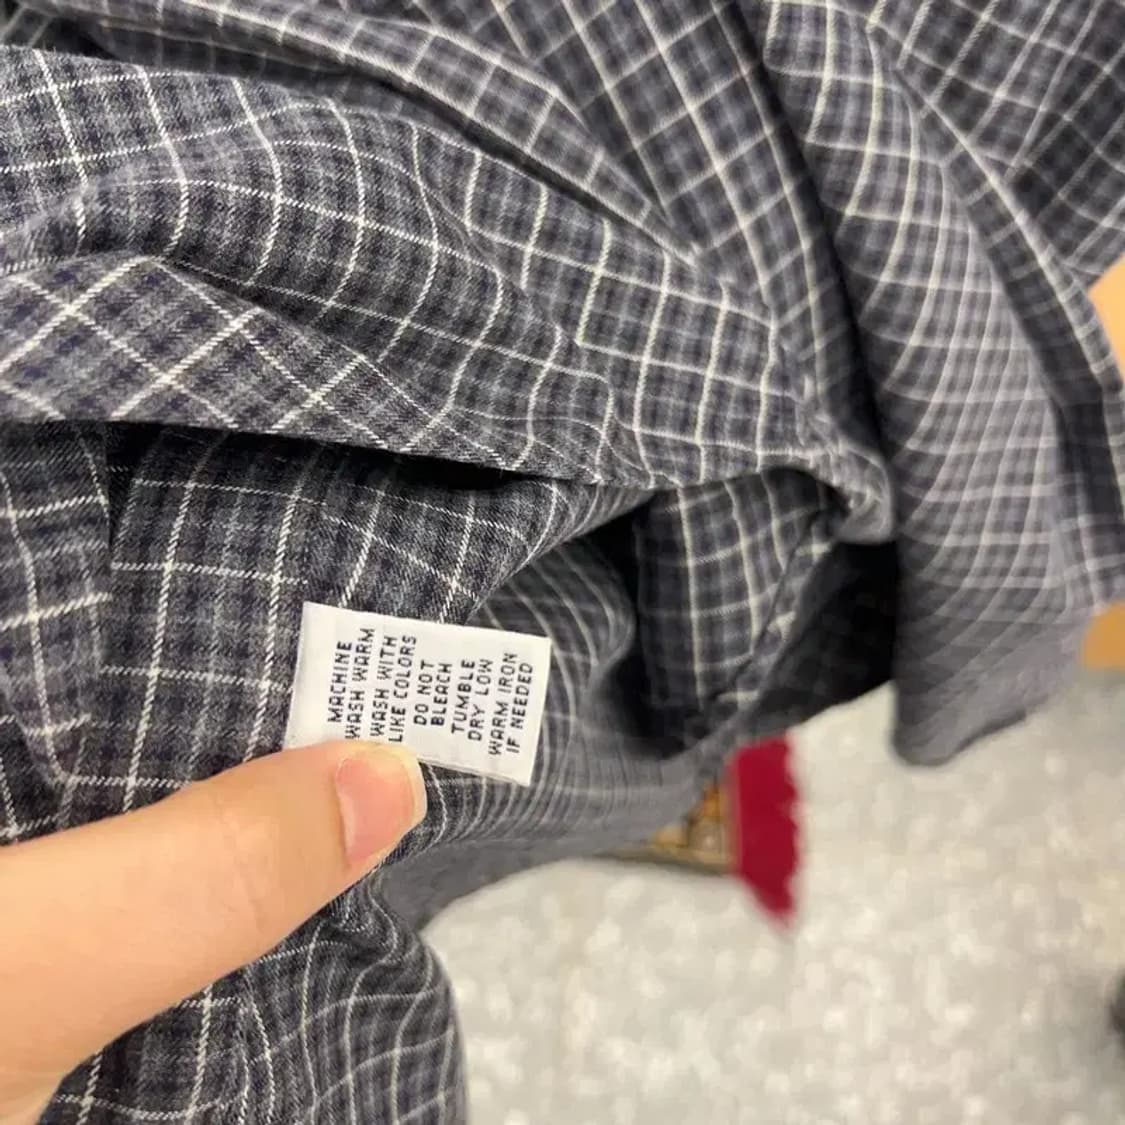 MACHINE
WASH WARM
WASH WITH
LIKE COLORS
DO NOT
BLEACH
TUMBLE
DRY LOW
WARM IRON
IF NEEDED